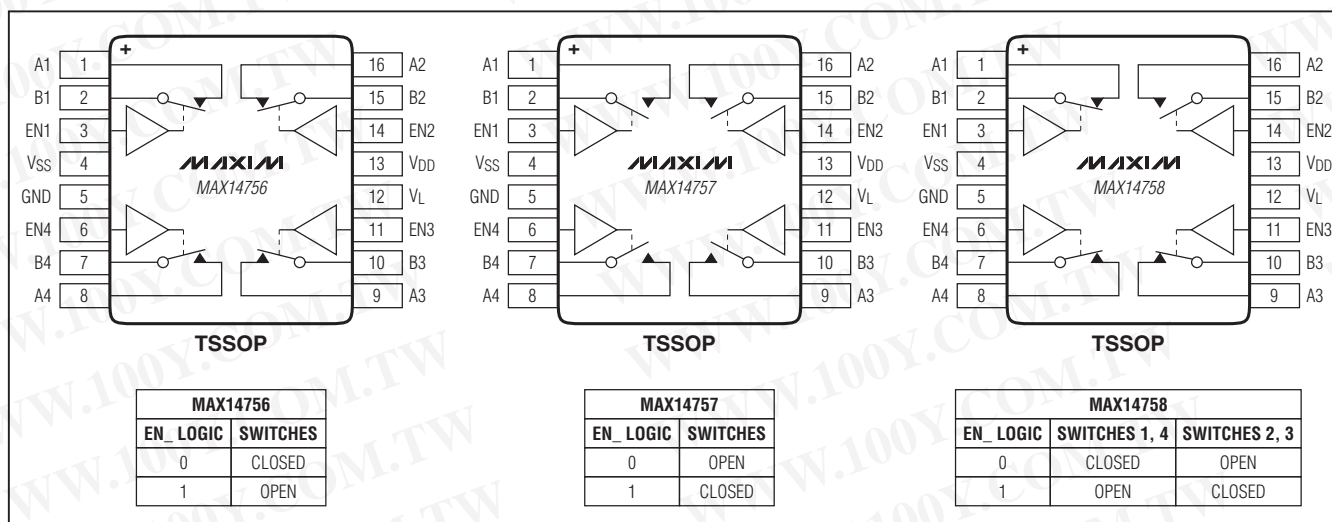 +
A1 1 16 A2
B1 2 15 B2
EN1 3 14 EN2
VSS 4 13 VDD
GND 5 12 VL
EN4 6 11 EN3
B4 7 10 B3
A4 8 9 A3
MAXIM
MAX14756
TSSOP
+
A1 1 16 A2
B1 2 15 B2
EN1 3 14 EN2
VSS 4 13 VDD
GND 5 12 VL
EN4 6 11 EN3
B4 7 10 B3
A4 8 9 A3
MAXIM
MAX14757
TSSOP
+
A1 1 16 A2
B1 2 15 B2
EN1 3 14 EN2
VSS 4 13 VDD
GND 5 12 VL
EN4 6 11 EN3
B4 7 10 B3
A4 8 9 A3
MAXIM
MAX14758
TSSOP
MAX14756
EN_ LOGIC SWITCHES
0 CLOSED
1 OPEN
MAX14757
EN_ LOGIC SWITCHES
0 OPEN
1 CLOSED
MAX14758
EN_ LOGIC SWITCHES 1, 4 SWITCHES 2, 3
0 CLOSED OPEN
1 OPEN CLOSED
WWW.100Y.COM.TW